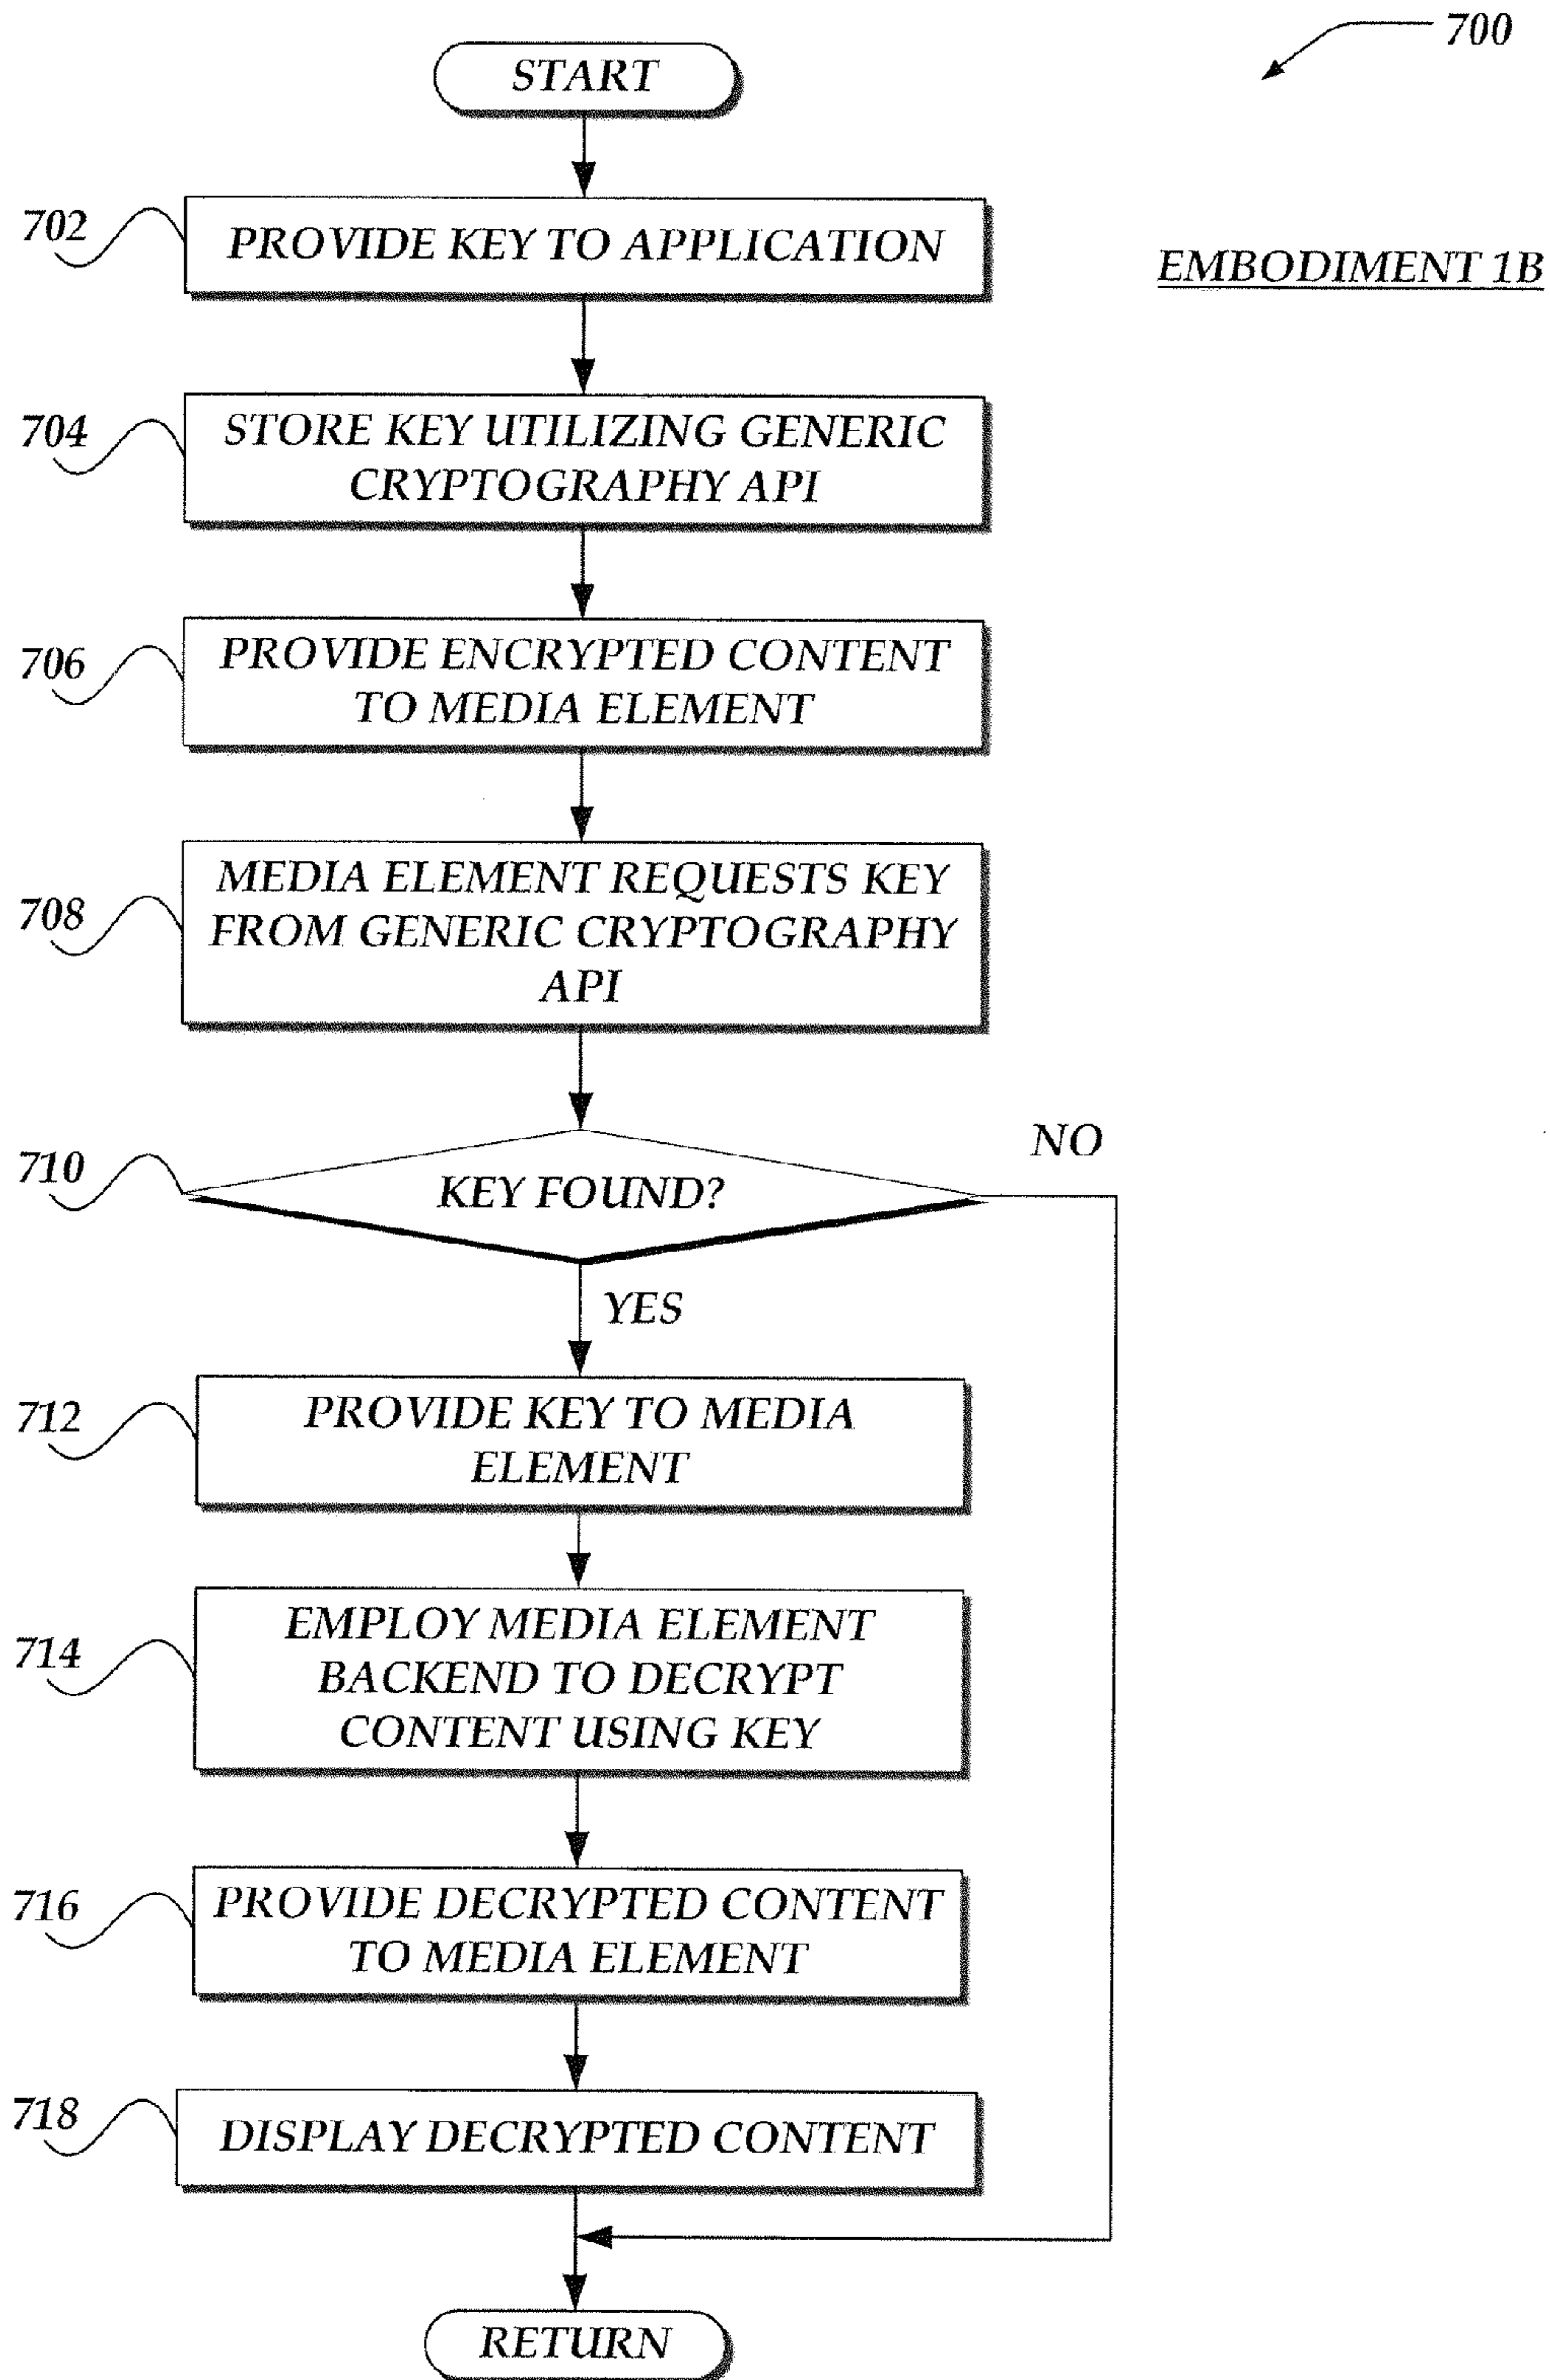 700
START
702
PROVIDE KEY TO APPLICATION
EMBODIMENT 1B
704
STORE KEY UTILIZING GENERIC
CRYPTOGRAPHY API
706
PROVIDE ENCRYPTED CONTENT
TO MEDIA ELEMENT
708
MEDIA ELEMENT REQUESTS KEY
FROM GENERIC CRYPTOGRAPHY
API
710
KEY FOUND?
NO
YES
712
PROVIDE KEY TO MEDIA
ELEMENT
714
EMPLOY MEDIA ELEMENT
BACKEND TO DECRYPT
CONTENT USING KEY
716
PROVIDE DECRYPTED CONTENT
TO MEDIA ELEMENT
718
DISPLAY DECRYPTED CONTENT
RETURN